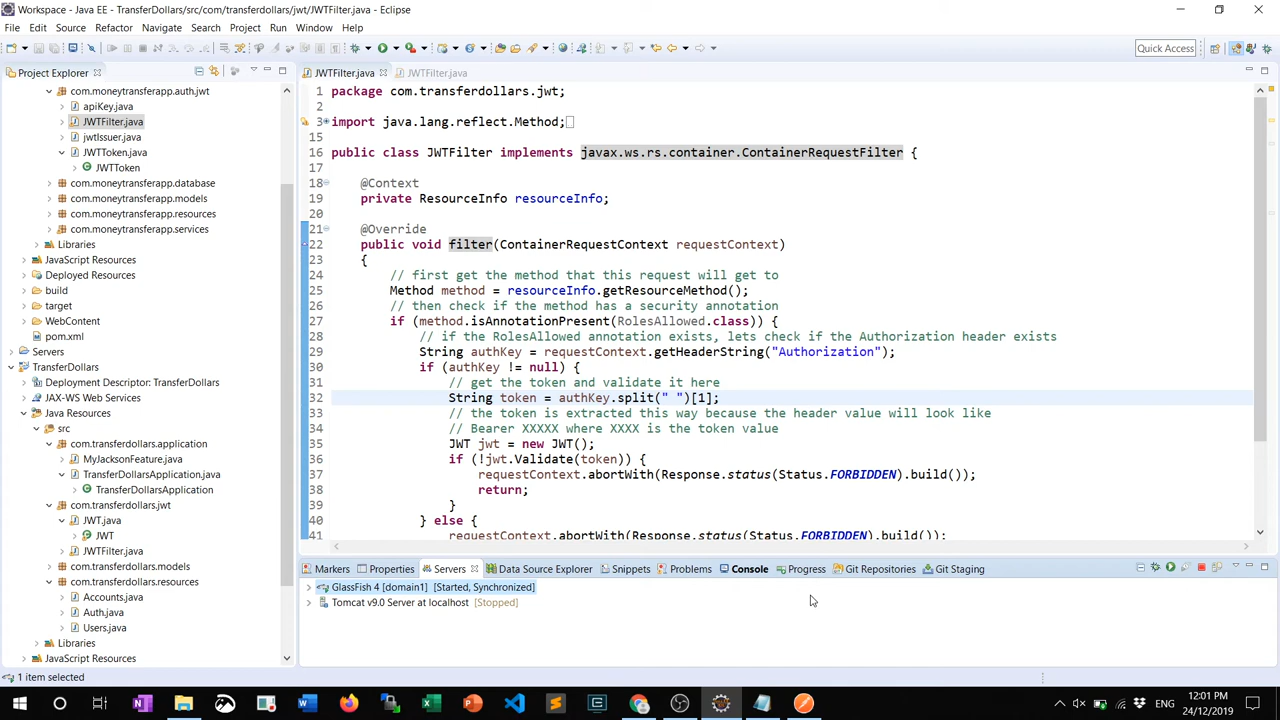 Workspace - Java EE - TransferDollars/src/com/transferdollars/jwt/JWTFilter.java - Eclipse
File Edit Source Refactor Navigate Search Project Run Window Help
Quick Access
Project Explorer
com.moneytransferapp.auth.jwt
apiKey.java
JWTFilter.java
jwtIssuer.java
JWTToken.java
JWTToken
com.moneytransferapp.database
com.moneytransferapp.models
com.moneytransferapp.resources
com.moneytransferapp.services
Libraries
JavaScript Resources
Deployed Resources
build
target
WebContent
pom.xml
Servers
TransferDollars
Deployment Descriptor: TransferDollars
JAX-WS Web Services
Java Resources
src
com.transferdollars.application
MyJacksonFeature.java
TransferDollarsApplication.java
TransferDollarsApplication
com.transferdollars.jwt
JWT.java
JWT
JWTFilter.java
com.transferdollars.models
com.transferdollars.resources
Accounts.java
Auth.java
Users.java
Libraries
JavaScript Resources
JWTFilter.java JWTFilter.java
1 package com.transferdollars.jwt;
2
3 import java.lang.reflect.Method;
15
16 public class JWTFilter implements javax.ws.rs.container.ContainerRequestFilter {
17
18 @Context
19 private ResourceInfo resourceInfo;
20
21 @Override
22 public void filter(ContainerRequestContext requestContext)
23 {
24 // first get the method that this request will get to
25 Method method = resourceInfo.getResourceMethod();
26 // then check if the method has a security annotation
27 if (method.isAnnotationPresent(RolesAllowed.class)) {
28 // if the RolesAllowed annotation exists, lets check if the Authorization header exists
29 String authKey = requestContext.getHeaderString("Authorization");
30 if (authKey != null) {
31 // get the token and validate it here
32 String token = authKey.split(" ")[1];
33 // the token is extracted this way because the header value will look like
34 // Bearer XXXXX where XXXX is the token value
35 JWT jwt = new JWT();
36 if (!jwt.Validate(token)) {
37 requestContext.abortWith(Response.status(Status.FORBIDDEN).build());
38 return;
39 }
40 } else {
41 requestContext.abortWith(Response.status(Status.FORBIDDEN).build());
Markers Properties Servers Data Source Explorer Snippets Problems Console Progress Git Repositories Git Staging
GlassFish 4 [domain1] [Started, Synchronized]
Tomcat v9.0 Server at localhost [Stopped]
1 item selected
ENG
12:01 PM
24/12/2019